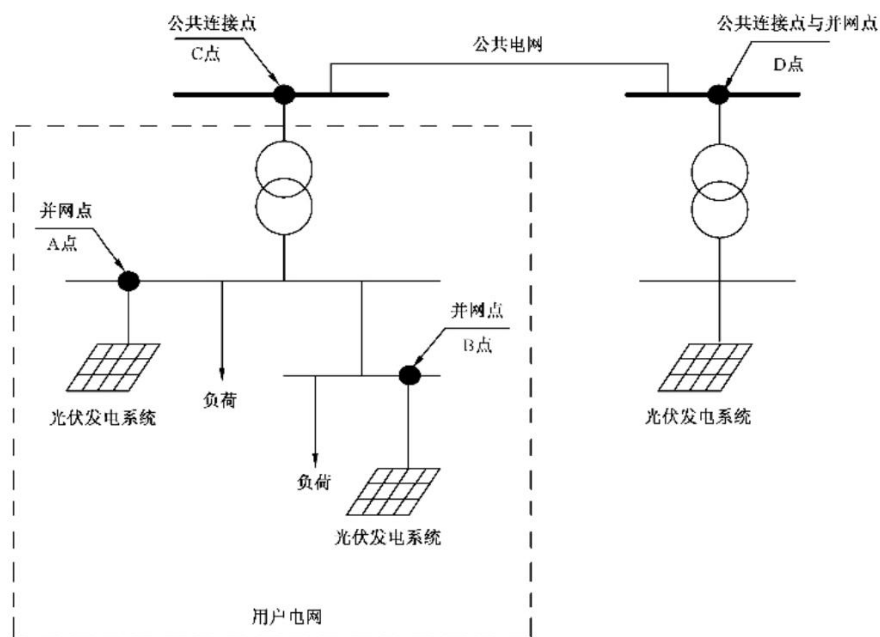 公共连接点
C点
公共电网
公共连接点与并网点
D点
并网点
A点
并网点
B点
光伏发电系统
负荷
光伏发电系统
负荷
光伏发电系统
用户电网